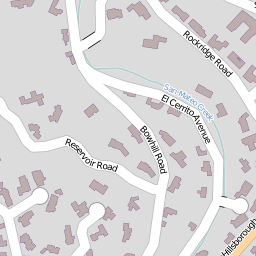 Rockridge Road
San Mateo Creek
El Cerrito Avenue
Bowhill Road
Reservoir Road
Hillsborough